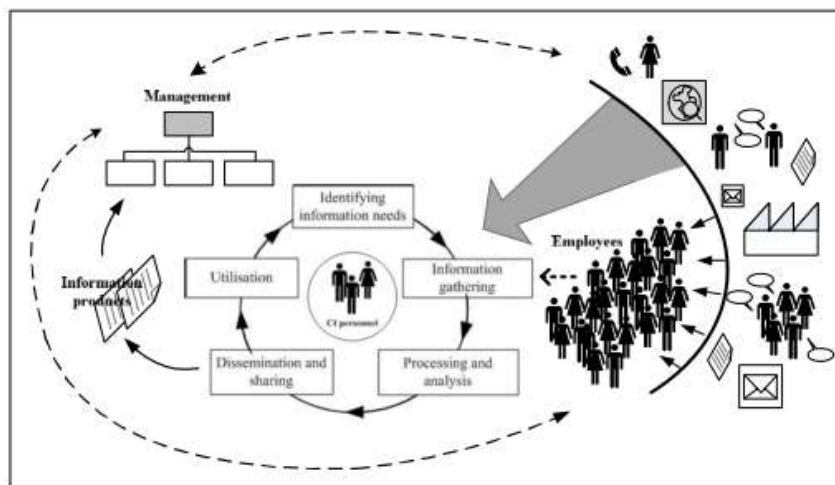 Management
Identifying
information needs
Employees
Information
products
Utilisation
Information
gathering
CI personnel
Dissemination and
sharing
Processing and
analysis